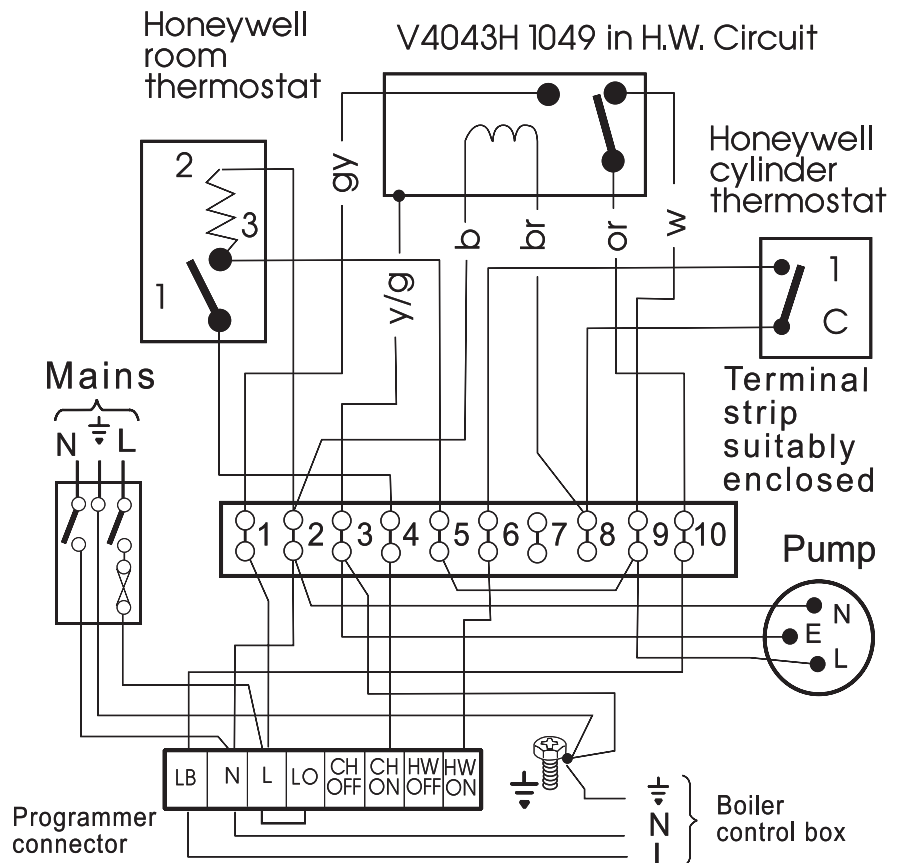 Honeywell
room
thermostat
V4043H 1049 in H.W. Circuit
Honeywell
cylinder
thermostat
2
3
1
gy
y/g
b
br
or
w
1
C
Mains
N L
Terminal
strip
suitably
enclosed
1 2 3 4 5 6 7 8 9 10
Pump
N
E
L
LB N L LO CH OFF CH ON HW OFF HW ON
Programmer
connector
N
L
Boiler
control box